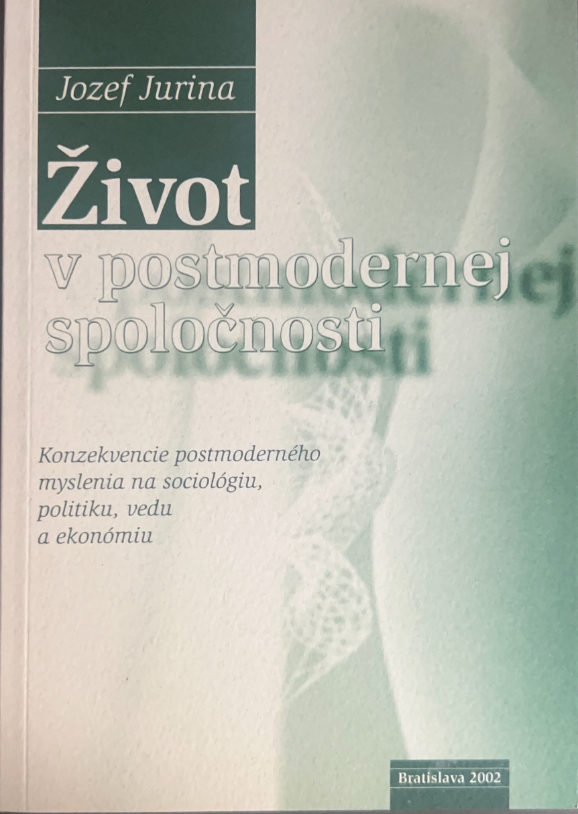 Jozef Jurina
Život
v postmodernej
spoločnosti
Konzekvencie postmoderného
myslenia na sociológiu,
politiku, vedu
a ekonómiu
Bratislava 2002